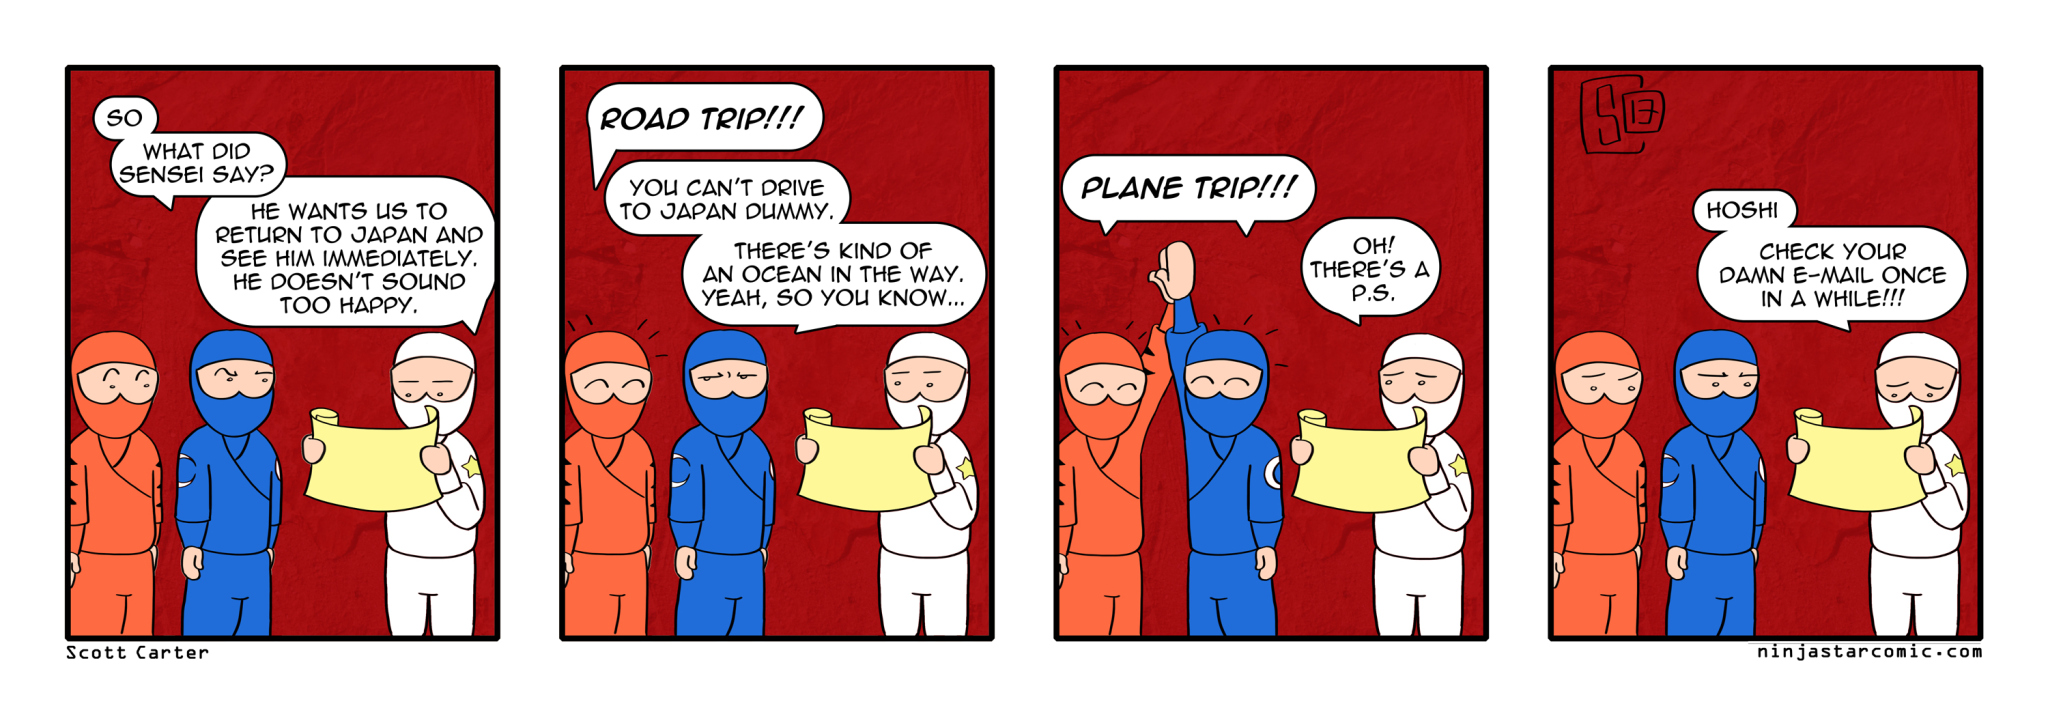 SO
WHAT DID
SENSEI SAY?
HE WANTS US TO
RETURN TO JAPAN AND
SEE HIM IMMEDIATELY.
HE DOESN'T SOUND
TOO HAPPY.
ROAD TRIP!!!
YOU CAN'T DRIVE
TO JAPAN DUMMY.
THERE'S KIND OF
AN OCEAN IN THE WAY.
YEAH, SO YOU KNOW...
PLANE TRIP!!!
OH!
THERE'S A
P.S.
SC17
HOSHI
CHECK YOUR
DAMN E-MAIL ONCE
IN A WHILE!!!
Scott Carter
ninjastarcomic.com